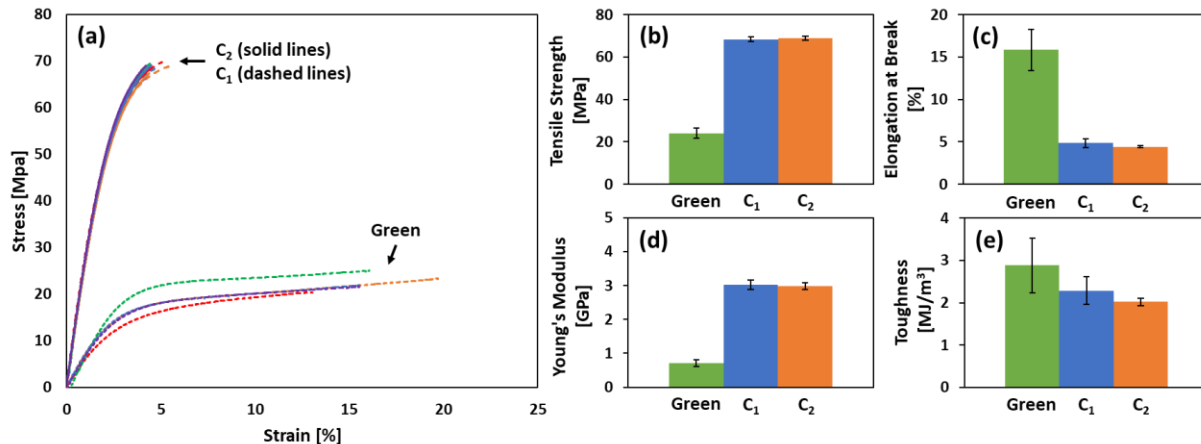 (a)
C₂ (solid lines)
C₁ (dashed lines)
Green
Stress [Mpa]
80
70
60
50
40
30
20
10
0
0 5 10 15 20 25
Strain [%]
(b)
Tensile Strength
[MPa]
80
60
40
20
0
Green C₁ C₂
(c)
Elongation at Break
[%]
20
15
10
5
0
Green C₁ C₂
(d)
Young's Modulus
[GPa]
5
4
3
2
1
0
Green C₁ C₂
(e)
Toughness
[MJ/m³]
4
3
2
1
0
Green C₁ C₂